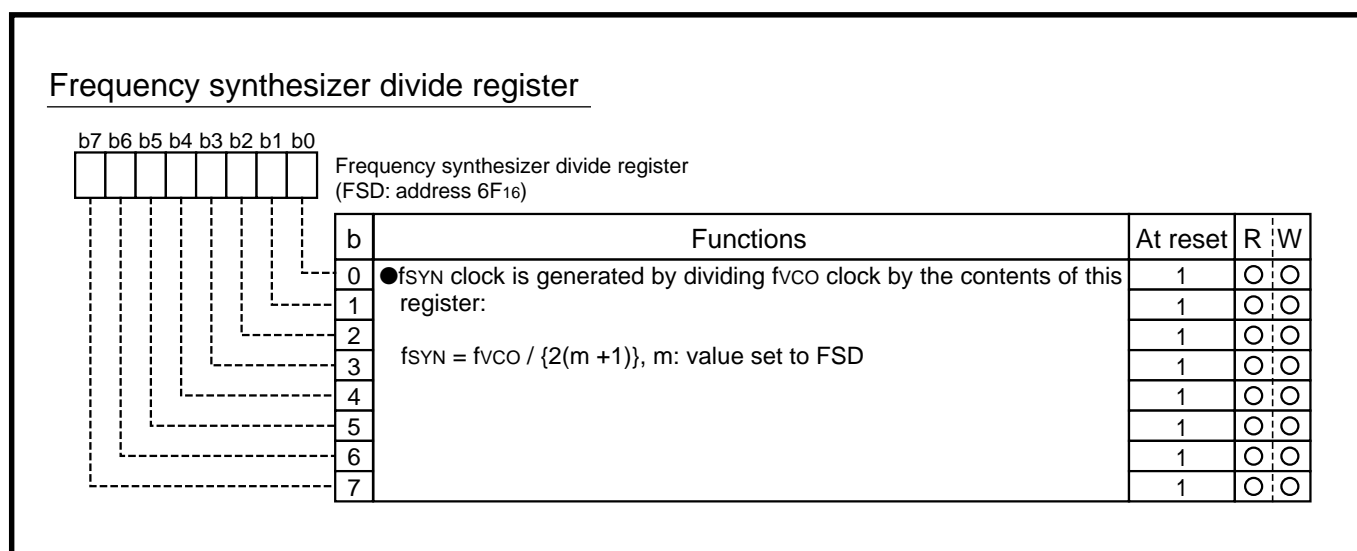 Frequency synthesizer divide register
b7 b6 b5 b4 b3 b2 b1 b0
Frequency synthesizer divide register
(FSD: address 6F16)
b Functions At reset R W
0 ●fSYN clock is generated by dividing fVCO clock by the contents of this 1 O O
1 register: 1 O O
2 1 O O
3 fSYN = fVCO / {2(m +1)}, m: value set to FSD 1 O O
4 1 O O
5 1 O O
6 1 O O
7 1 O O